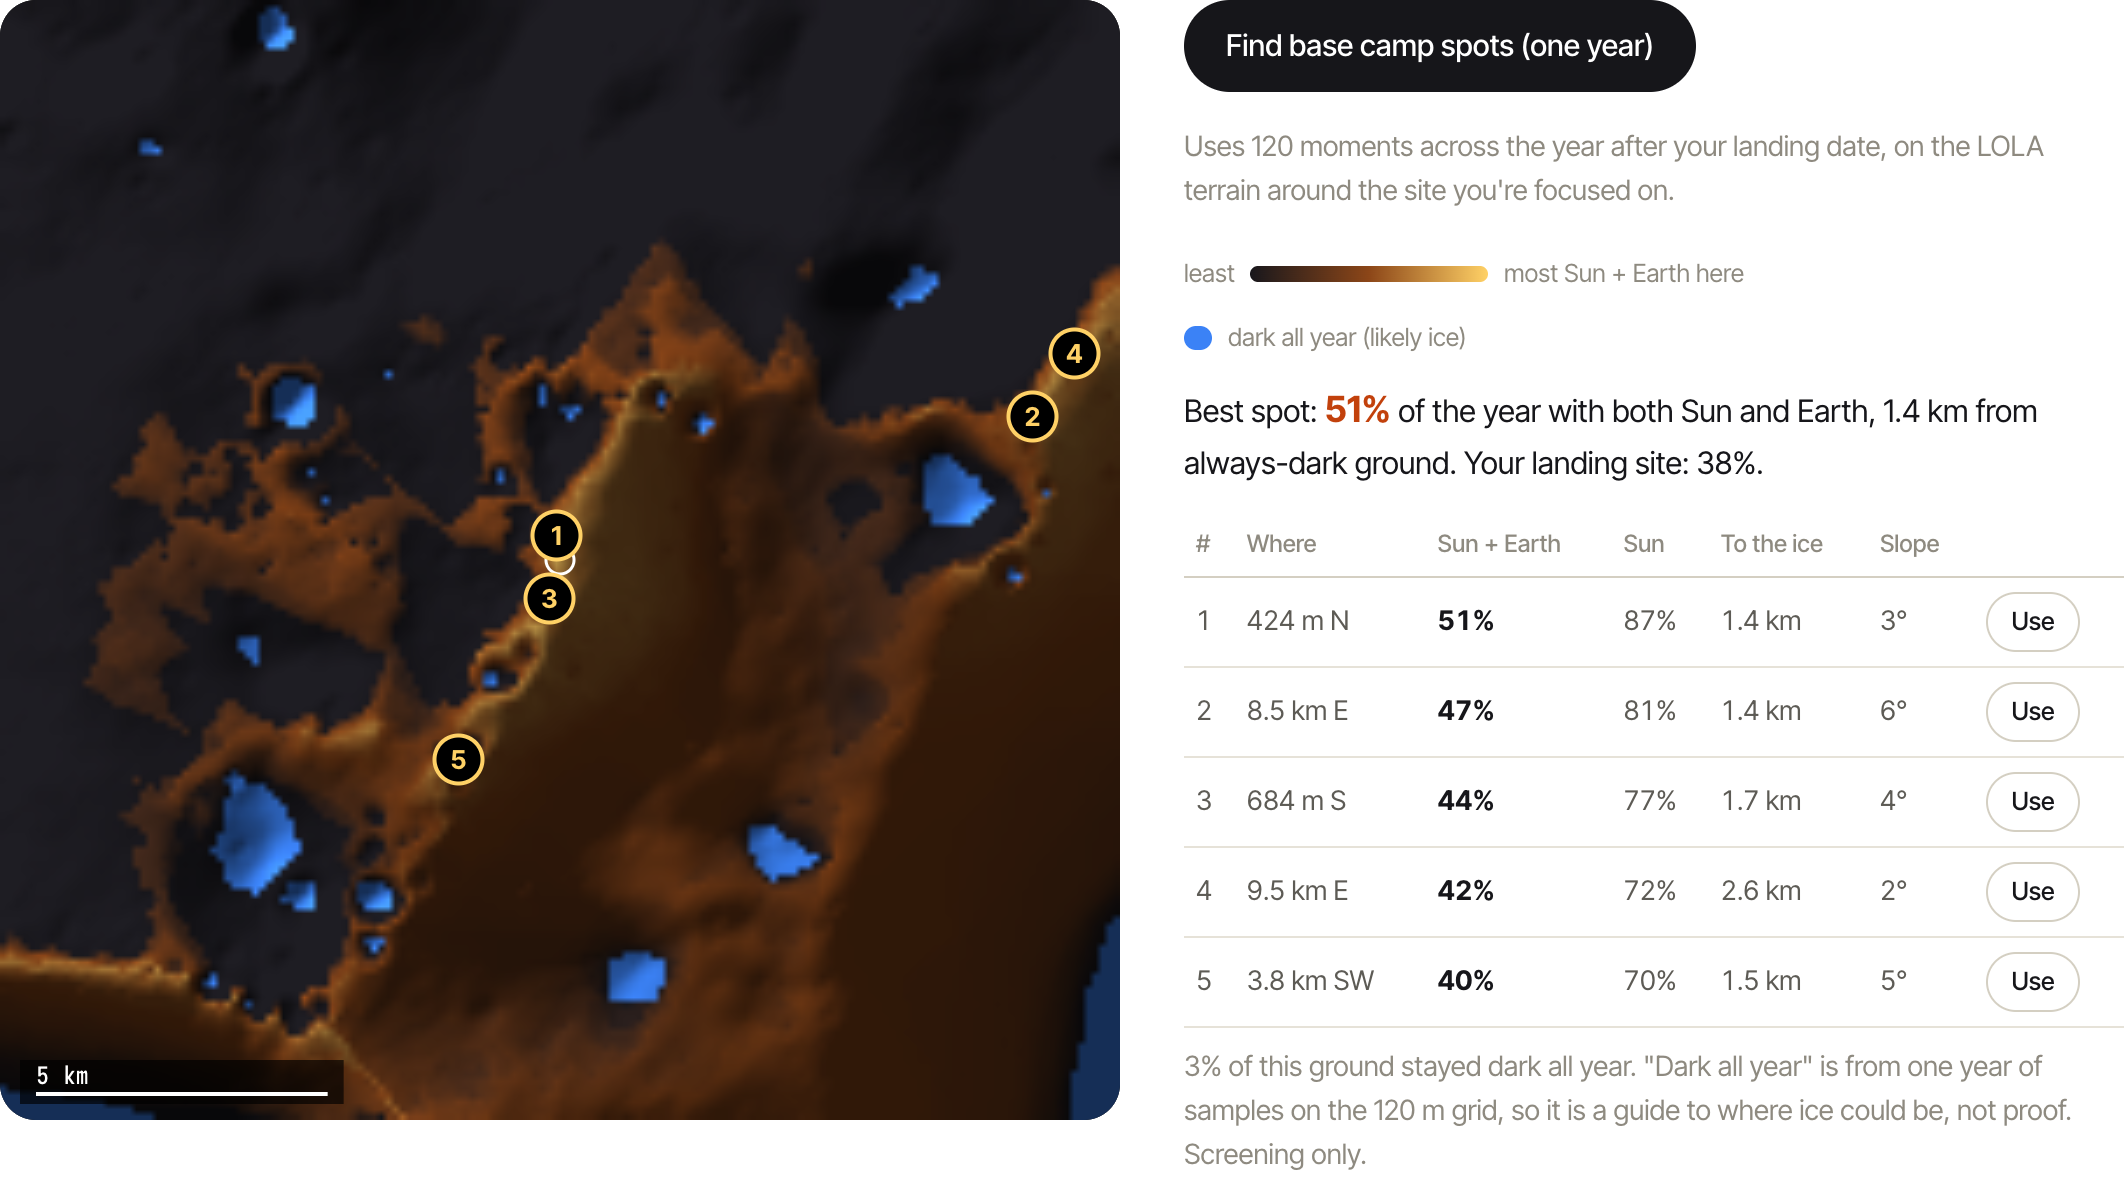 Find base camp spots (one year)
Uses 120 moments across the year after your landing date, on the LOLA
terrain around the site you're focused on.
least most Sun + Earth here
dark all year (likely ice)
Best spot: 51% of the year with both Sun and Earth, 1.4 km from
always-dark ground. Your landing site: 38%.
# Where Sun + Earth Sun To the ice Slope
1 424 m N 51% 87% 1.4 km 3° Use
2 8.5 km E 47% 81% 1.4 km 6° Use
3 684 m S 44% 77% 1.7 km 4° Use
4 9.5 km E 42% 72% 2.6 km 2° Use
5 3.8 km SW 40% 70% 1.5 km 5° Use
3% of this ground stayed dark all year. "Dark all year" is from one year of
samples on the 120 m grid, so it is a guide to where ice could be, not proof.
Screening only.
4
2
1
3
5
5 km